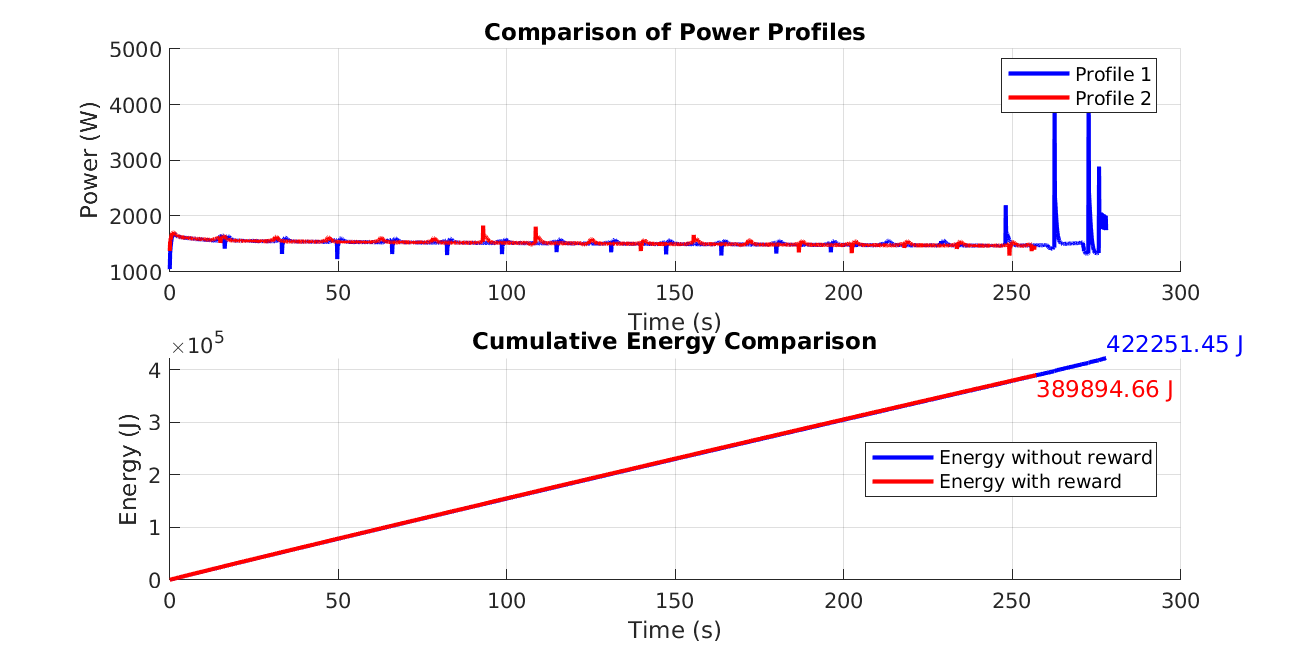 Comparison of Power Profiles
5000
4000
3000
2000
1000
Power (W)
Profile 1
Profile 2
0 50 100 150 200 250 300
Time (s)
Cumulative Energy Comparison
×10^5
422251.45 J
389894.66 J
4
3
2
1
0
Energy (J)
Energy without reward
Energy with reward
0 50 100 150 200 250 300
Time (s)